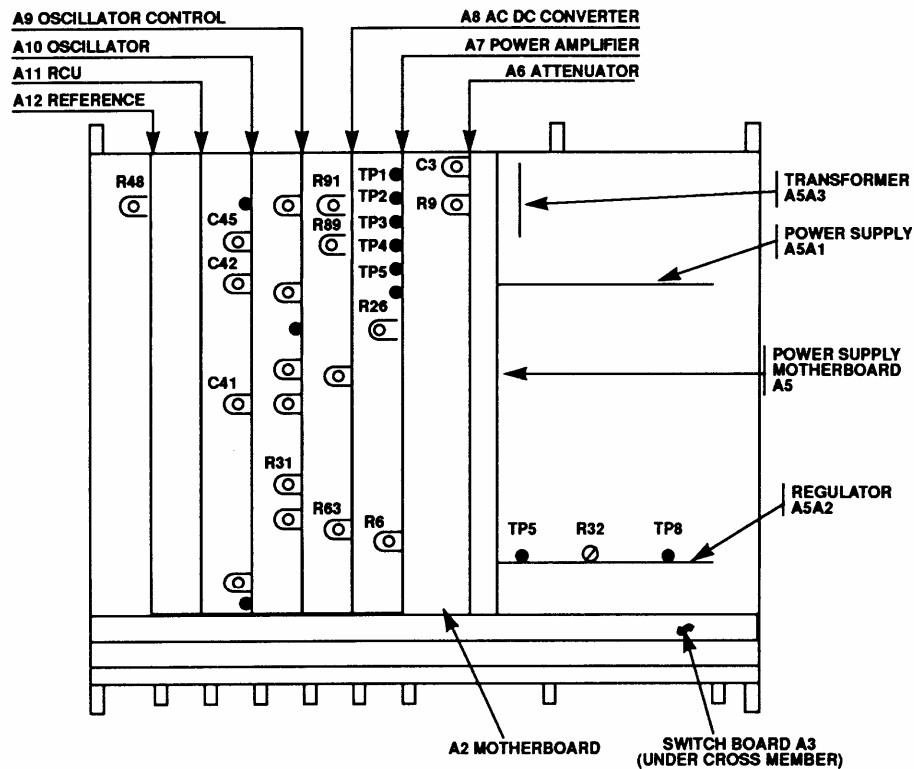 A9 OSCILLATOR CONTROL
A8 AC DC CONVERTER
A10 OSCILLATOR
A7 POWER AMPLIFIER
A11 RCU
A6 ATTENUATOR
A12 REFERENCE
R48
C45
C42
C41
R31
R91
R89
R63
TP1
TP2
TP3
TP4
TP5
R26
R6
C3
R9
TRANSFORMER
A5A3
POWER SUPPLY
A5A1
POWER SUPPLY
MOTHERBOARD
A5
REGULATOR
A5A2
TP5
R32
TP8
A2 MOTHERBOARD
SWITCH BOARD A3
(UNDER CROSS MEMBER)